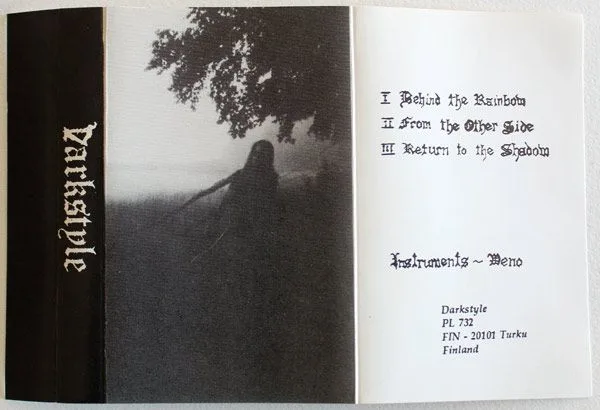 Darkstyle
I Behind the Rainbow
II From the Other Side
III Return to the Shadow
Instruments ~ Veno
Darkstyle
PL 732
FIN - 20101 Turku
Finland